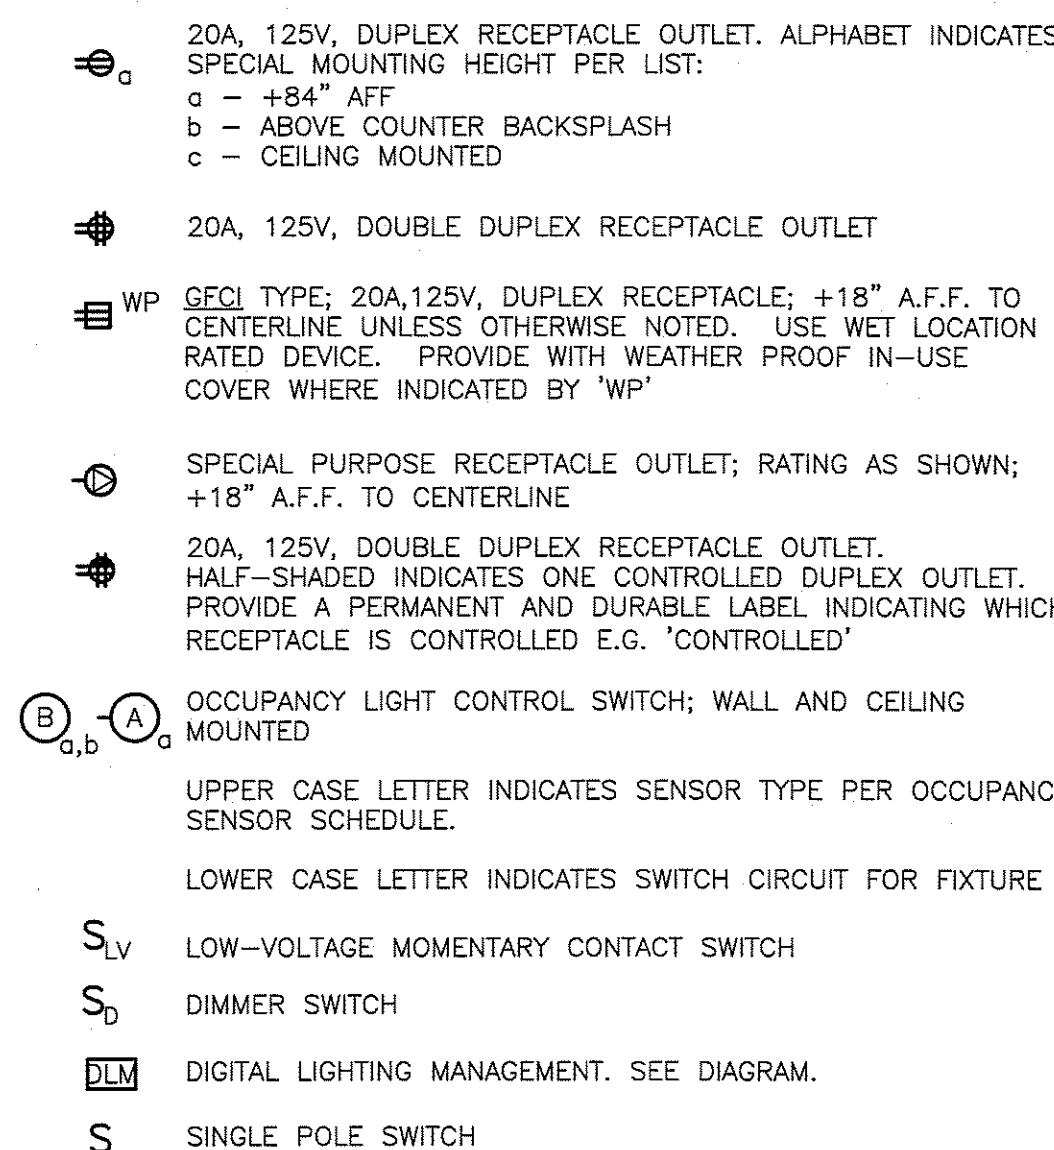 20A, 125V, DUPLEX RECEPTACLE OUTLET. ALPHABET INDICATES
a SPECIAL MOUNTING HEIGHT PER LIST:
a – +84" AFF
b – ABOVE COUNTER BACKSPLASH
c – CEILING MOUNTED
20A, 125V, DOUBLE DUPLEX RECEPTACLE OUTLET
WP GFCI TYPE; 20A,125V, DUPLEX RECEPTACLE; +18" A.F.F. TO
CENTERLINE UNLESS OTHERWISE NOTED. USE WET LOCATION
RATED DEVICE. PROVIDE WITH WEATHER PROOF IN–USE
COVER WHERE INDICATED BY 'WP'
SPECIAL PURPOSE RECEPTACLE OUTLET; RATING AS SHOWN;
+18" A.F.F. TO CENTERLINE
20A, 125V, DOUBLE DUPLEX RECEPTACLE OUTLET.
HALF–SHADED INDICATES ONE CONTROLLED DUPLEX OUTLET.
PROVIDE A PERMANENT AND DURABLE LABEL INDICATING WHICH
RECEPTACLE IS CONTROLLED E.G. 'CONTROLLED'
B a,b A a OCCUPANCY LIGHT CONTROL SWITCH; WALL AND CEILING
MOUNTED
UPPER CASE LETTER INDICATES SENSOR TYPE PER OCCUPANC
SENSOR SCHEDULE.
LOWER CASE LETTER INDICATES SWITCH CIRCUIT FOR FIXTURE
SLV LOW–VOLTAGE MOMENTARY CONTACT SWITCH
SD DIMMER SWITCH
DLM DIGITAL LIGHTING MANAGEMENT. SEE DIAGRAM.
S SINGLE POLE SWITCH